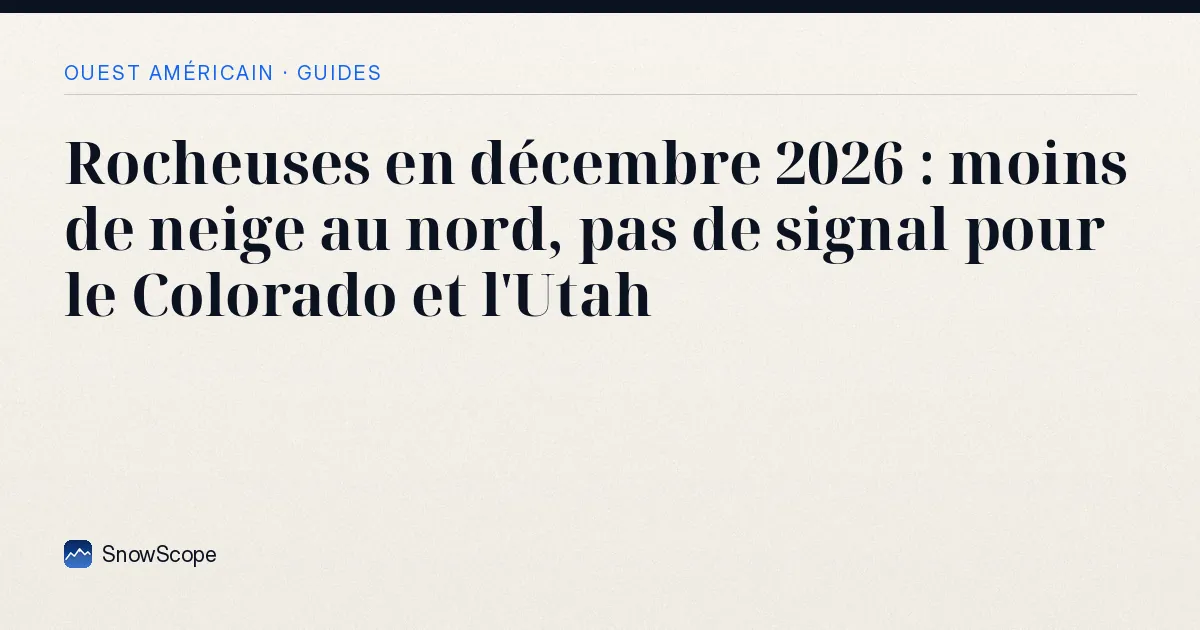 OUEST AMÉRICAIN · GUIDES
Rocheuses en décembre 2026 : moins
de neige au nord, pas de signal pour
le Colorado et l'Utah
SnowScope